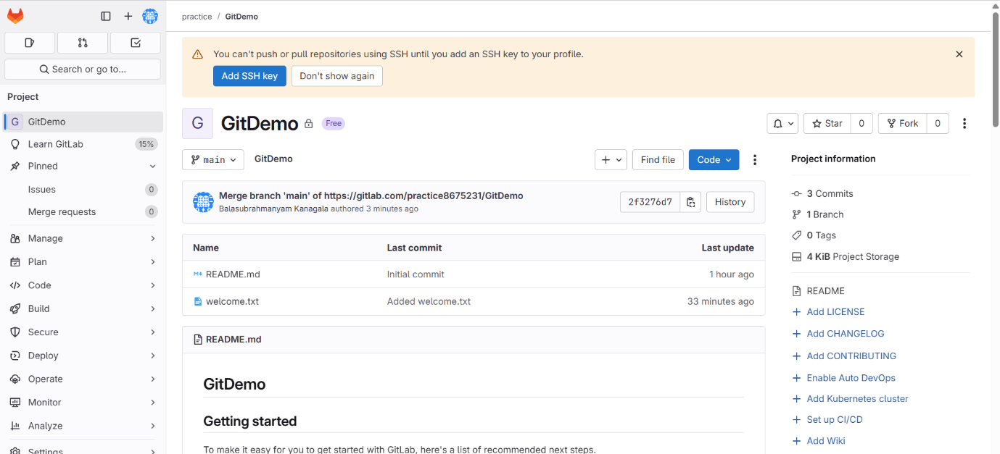 practice / GitDemo
Search or go to...
Project
G GitDemo
Learn GitLab 15%
Pinned
Issues 0
Merge requests 0
Manage
Plan
Code
Build
Secure
Deploy
Operate
Monitor
Analyze
Settings
You can't push or pull repositories using SSH until you add an SSH key to your profile.
Add SSH key Don't show again
G GitDemo Free
Star 0 Fork 0
main GitDemo
Find file Code
Merge branch 'main' of https://gitlab.com/practice8675231/GitDemo
Balasubrahmanyam Kanagala authored 3 minutes ago
2f3276d7 History
Name Last commit Last update
README.md Initial commit 1 hour ago
welcome.txt Added welcome.txt 33 minutes ago
README.md
GitDemo
Getting started
To make it easy for you to get started with GitLab, here's a list of recommended next steps.
Project information
3 Commits
1 Branch
0 Tags
4 KiB Project Storage
README
Add LICENSE
Add CHANGELOG
Add CONTRIBUTING
Enable Auto DevOps
Add Kubernetes cluster
Set up CI/CD
Add Wiki